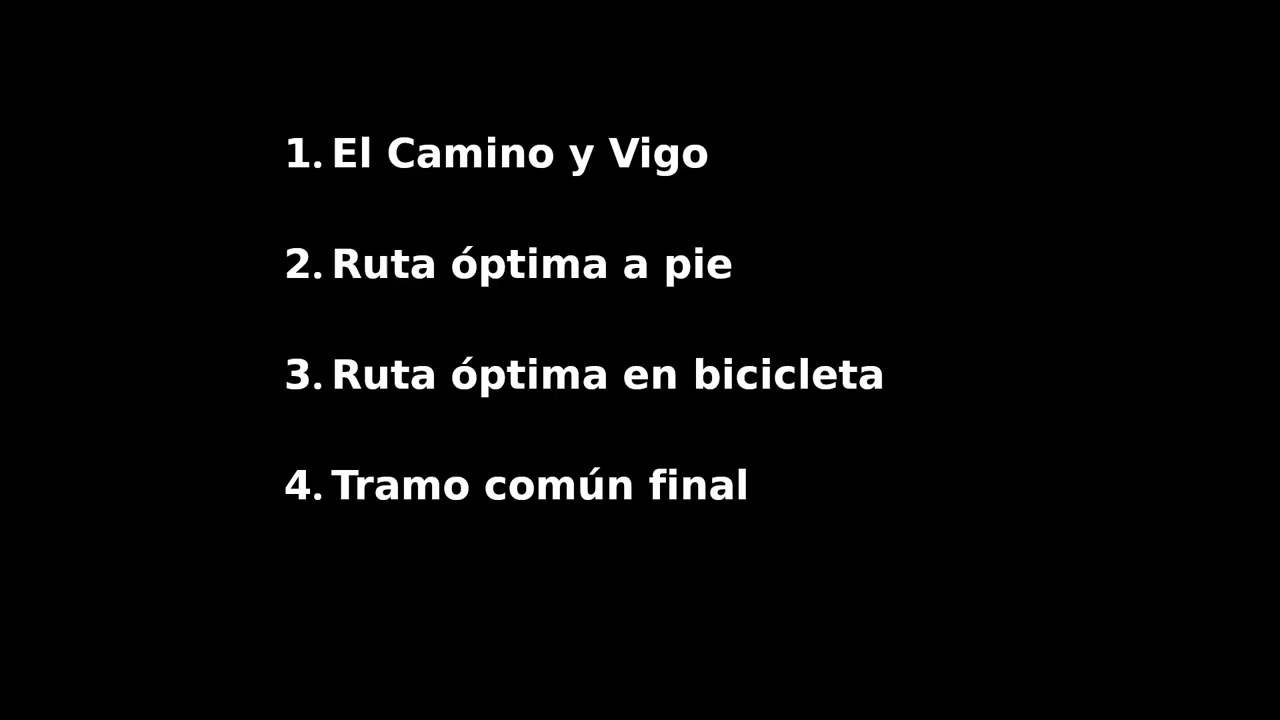 1. El Camino y Vigo
2. Ruta óptima a pie
3. Ruta óptima en bicicleta
4. Tramo común final